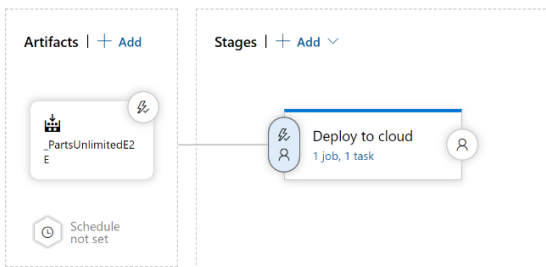 Artifacts | + Add
Stages | + Add
_PartsUnlimitedE2
E
Deploy to cloud
1 job, 1 task
Schedule
not set